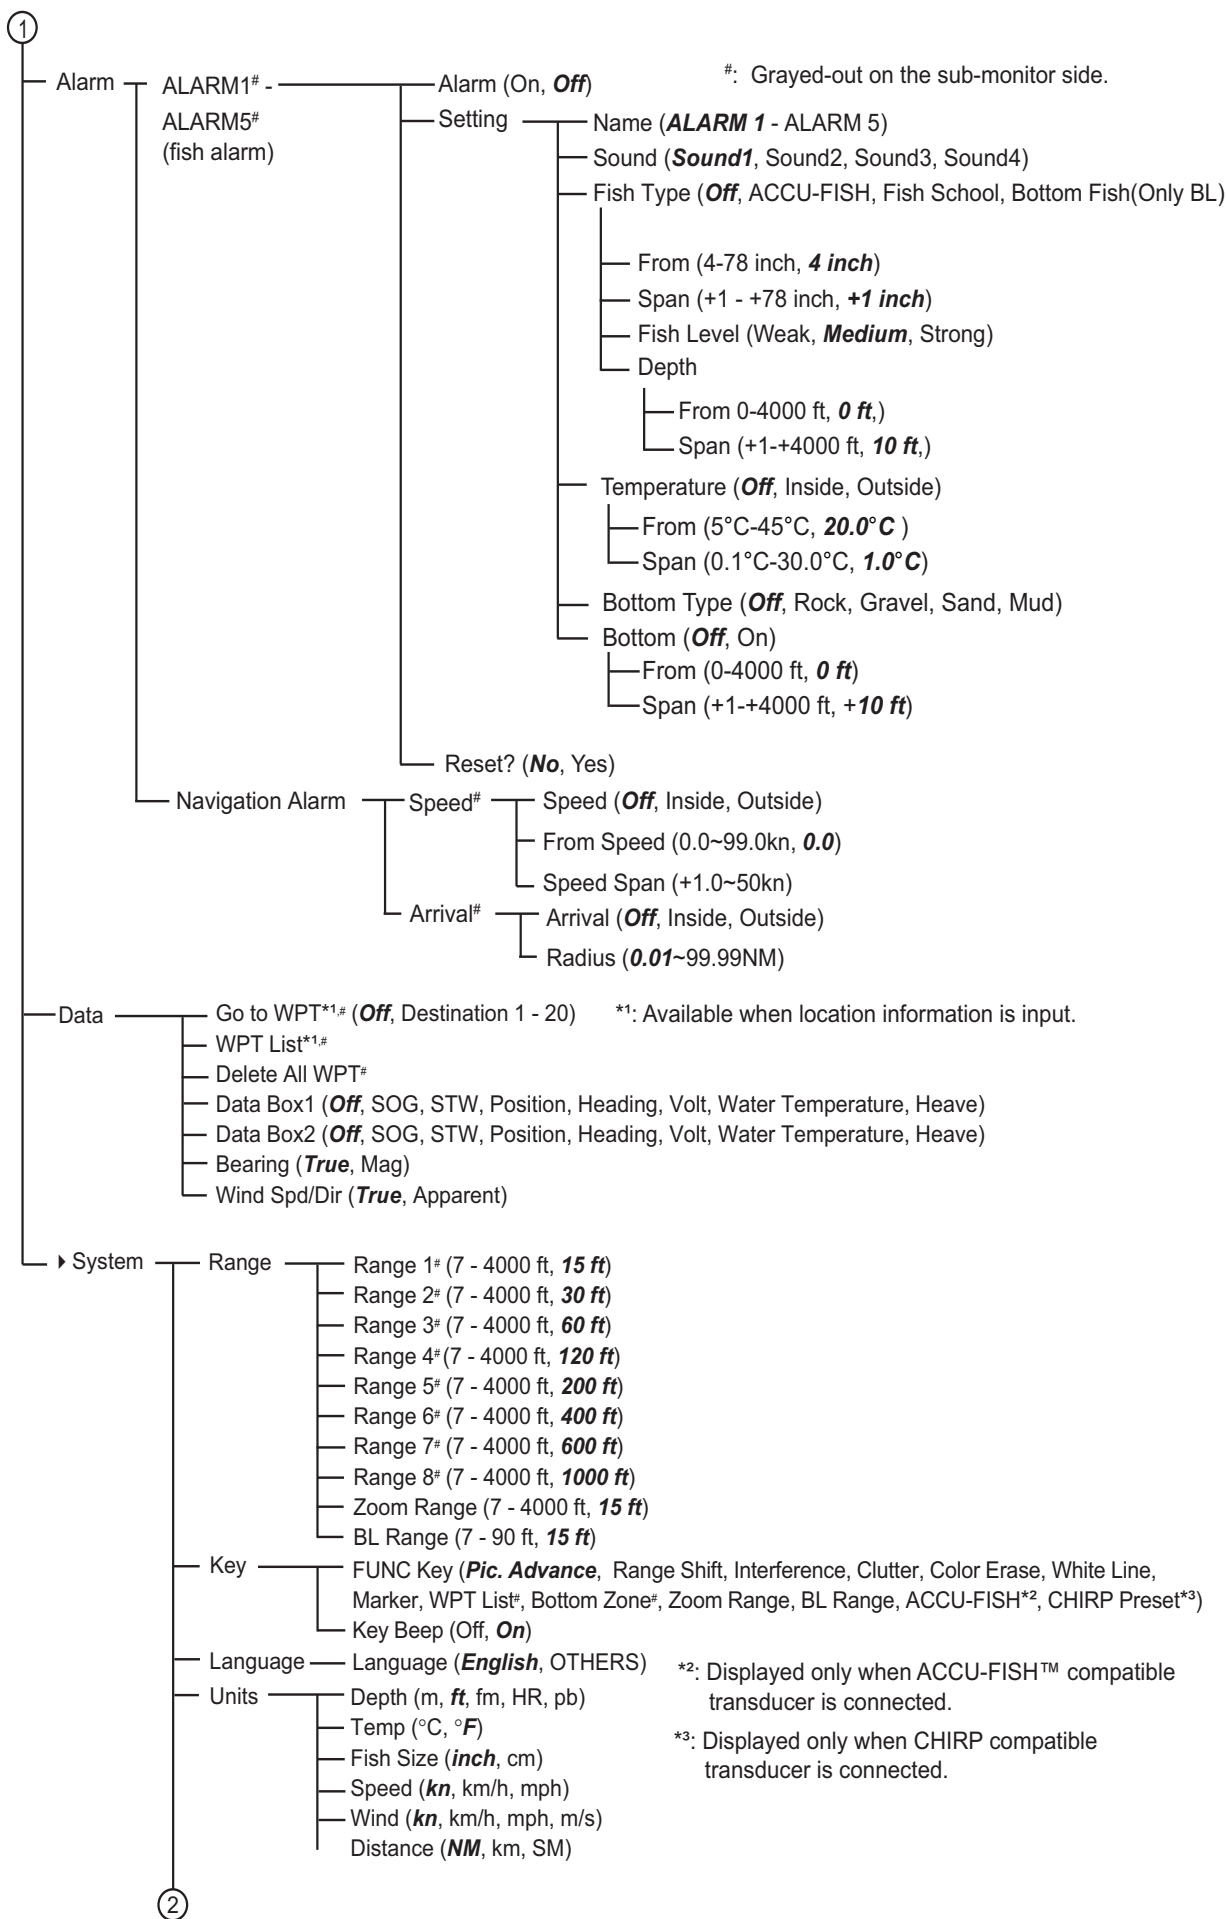 1
Alarm
ALARM1# -
ALARM5#
(fish alarm)
Alarm (On, Off)
#: Grayed-out on the sub-monitor side.
Setting
Name (ALARM 1 - ALARM 5)
Sound (Sound1, Sound2, Sound3, Sound4)
Fish Type (Off, ACCU-FISH, Fish School, Bottom Fish(Only BL)
From (4-78 inch, 4 inch)
Span (+1 - +78 inch, +1 inch)
Fish Level (Weak, Medium, Strong)
Depth
From 0-4000 ft, 0 ft,)
Span (+1-+4000 ft, 10 ft,)
Temperature (Off, Inside, Outside)
From (5°C-45°C, 20.0°C )
Span (0.1°C-30.0°C, 1.0°C)
Bottom Type (Off, Rock, Gravel, Sand, Mud)
Bottom (Off, On)
From (0-4000 ft, 0 ft)
Span (+1-+4000 ft, +10 ft)
Reset? (No, Yes)
Navigation Alarm
Speed#
Speed (Off, Inside, Outside)
From Speed (0.0~99.0kn, 0.0)
Speed Span (+1.0~50kn)
Arrival#
Arrival (Off, Inside, Outside)
Radius (0.01~99.99NM)
Data
Go to WPT*1,# (Off, Destination 1 - 20)
*1: Available when location information is input.
WPT List*1,#
Delete All WPT#
Data Box1 (Off, SOG, STW, Position, Heading, Volt, Water Temperature, Heave)
Data Box2 (Off, SOG, STW, Position, Heading, Volt, Water Temperature, Heave)
Bearing (True, Mag)
Wind Spd/Dir (True, Apparent)
System
Range
Range 1# (7 - 4000 ft, 15 ft)
Range 2# (7 - 4000 ft, 30 ft)
Range 3# (7 - 4000 ft, 60 ft)
Range 4# (7 - 4000 ft, 120 ft)
Range 5# (7 - 4000 ft, 200 ft)
Range 6# (7 - 4000 ft, 400 ft)
Range 7# (7 - 4000 ft, 600 ft)
Range 8# (7 - 4000 ft, 1000 ft)
Zoom Range (7 - 4000 ft, 15 ft)
BL Range (7 - 90 ft, 15 ft)
Key
FUNC Key (Pic. Advance, Range Shift, Interference, Clutter, Color Erase, White Line,
Marker, WPT List#, Bottom Zone#, Zoom Range, BL Range, ACCU-FISH*2, CHIRP Preset*3)
Key Beep (Off, On)
Language
Language (English, OTHERS)
*2: Displayed only when ACCU-FISH™ compatible
transducer is connected.
Units
Depth (m, ft, fm, HR, pb)
Temp (°C, °F)
*3: Displayed only when CHIRP compatible
transducer is connected.
Fish Size (inch, cm)
Speed (kn, km/h, mph)
Wind (kn, km/h, mph, m/s)
Distance (NM, km, SM)
2